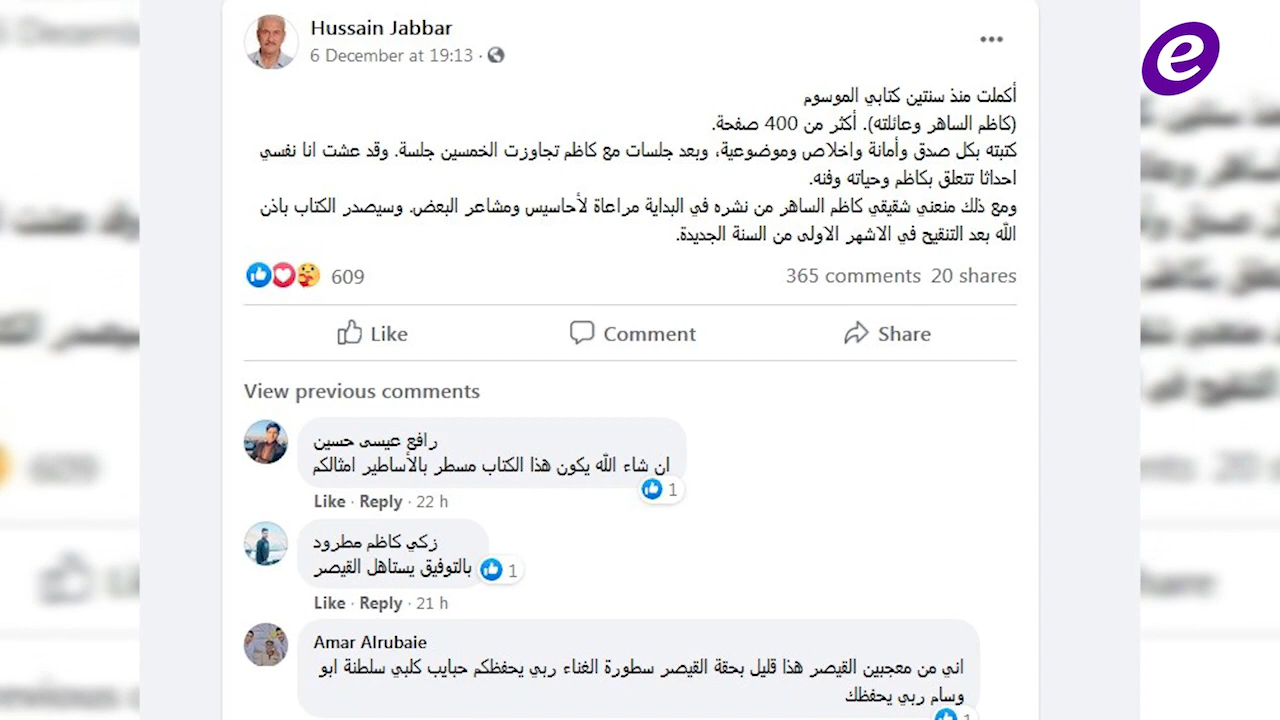 Hussain Jabbar
6 December at 19:13 ·
أكملت منذ سنتين كتابي الموسوم
(كاظم الساهر وعائلته). أكثر من 400 صفحة.
كتبته بكل صدق وأمانة واخلاص وموضوعية، وبعد جلسات مع كاظم تجاوزت الخمسين جلسة. وقد عشت انا نفسي
احداثا تتعلق بكاظم وحياته وفنه.
ومع ذلك منعني شقيقي كاظم الساهر من نشره في البداية مراعاة لأحاسيس ومشاعر البعض. وسيصدر الكتاب باذن
الله بعد التنقيح في الاشهر الاولى من السنة الجديدة.
609 365 comments 20 shares
Like Comment Share
View previous comments
رافع عيسى حسين
ان شاء الله يكون هذا الكتاب مسطر بالأساطير امثالكم
1
Like · Reply · 22 h
زكي كاظم مطرود
بالتوفيق يستاهل القيصر
1
Like · Reply · 21 h
Amar Alrubaie
اني من معجبين القيصر هذا قليل بحقة القيصر سطورة الغناء ربي يحفظكم حبايب كلبي سلطنة ابو
وسام ربي يحفظك
1
e